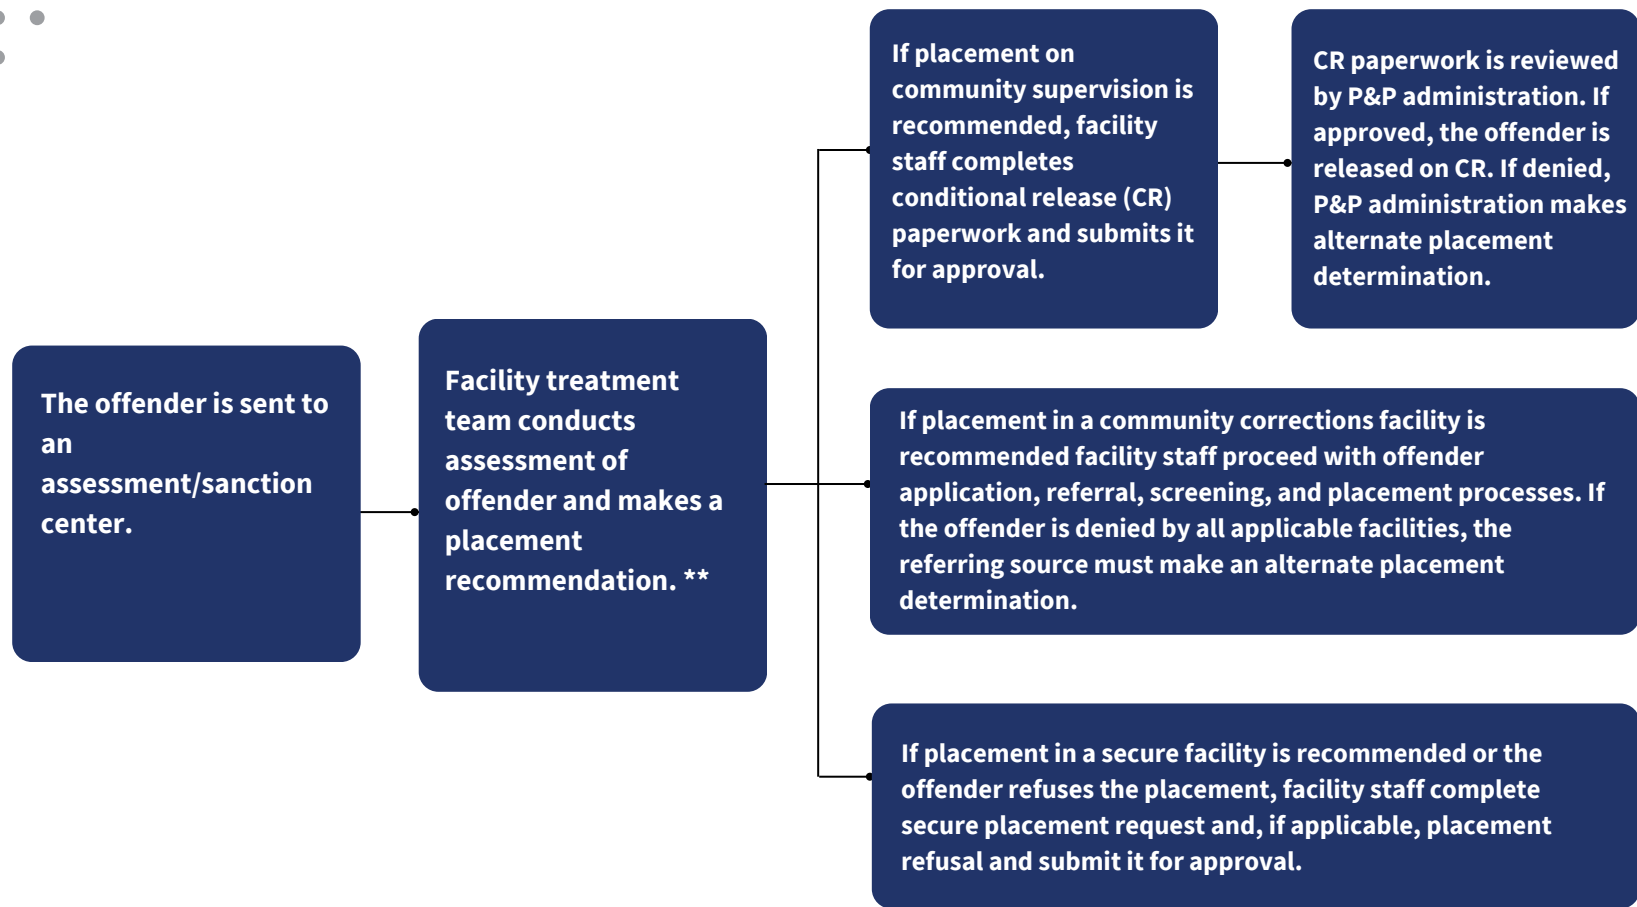 The offender is sent to
an
assessment/sanction
center.
Facility treatment
team conducts
assessment of
offender and makes a
placement
recommendation. **
If placement on
community supervision is
recommended, facility
staff completes
conditional release (CR)
paperwork and submits it
for approval.
CR paperwork is reviewed
by P&P administration. If
approved, the offender is
released on CR. If denied,
P&P administration makes
alternate placement
determination.
If placement in a community corrections facility is
recommended facility staff proceed with offender
application, referral, screening, and placement processes. If
the offender is denied by all applicable facilities, the
referring source must make an alternate placement
determination.
If placement in a secure facility is recommended or the
offender refuses the placement, facility staff complete
secure placement request and, if applicable, placement
refusal and submit it for approval.